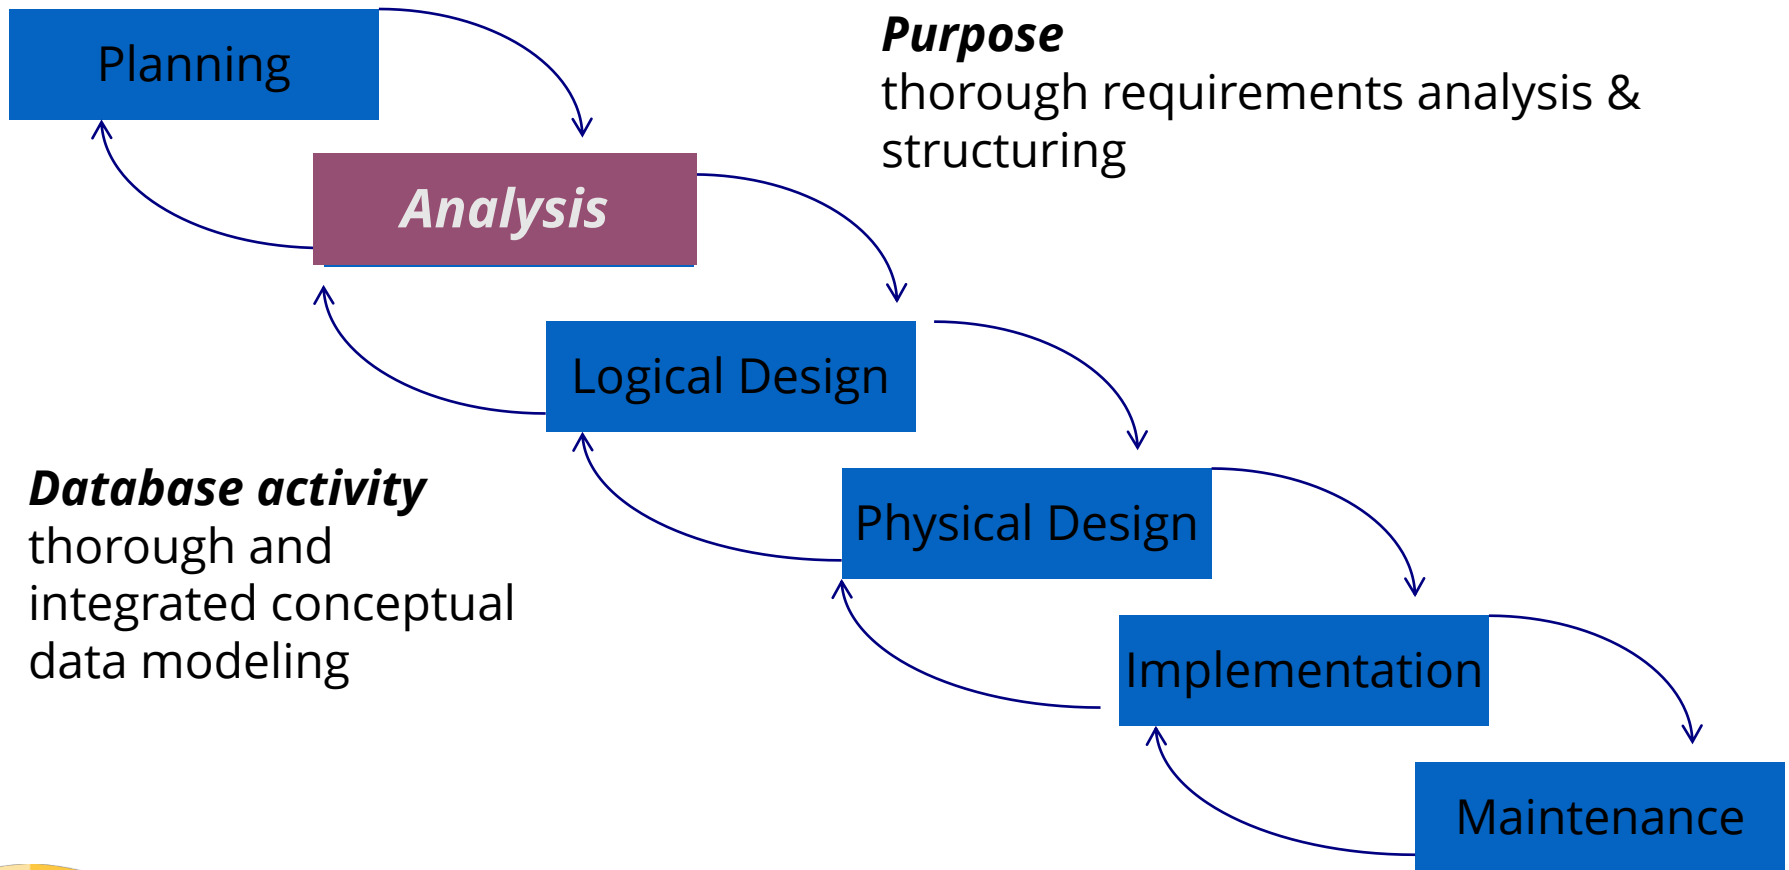 Planning
Purpose
thorough requirements analysis &
structuring
Analysis
Logical Design
Database activity
thorough and
integrated conceptual
data modeling
Physical Design
Implementation
Maintenance